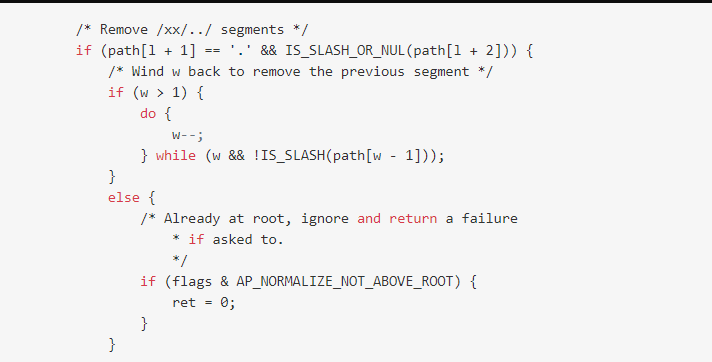 /* Remove /xx/../ segments */
if (path[l + 1] == '.' && IS_SLASH_OR_NUL(path[l + 2])) {
/* Wind w back to remove the previous segment */
if (w > 1) {
do {
w--;
} while (w && !IS_SLASH(path[w - 1]));
}
else {
/* Already at root, ignore and return a failure
* if asked to.
*/
if (flags & AP_NORMALIZE_NOT_ABOVE_ROOT) {
ret = 0;
}
}